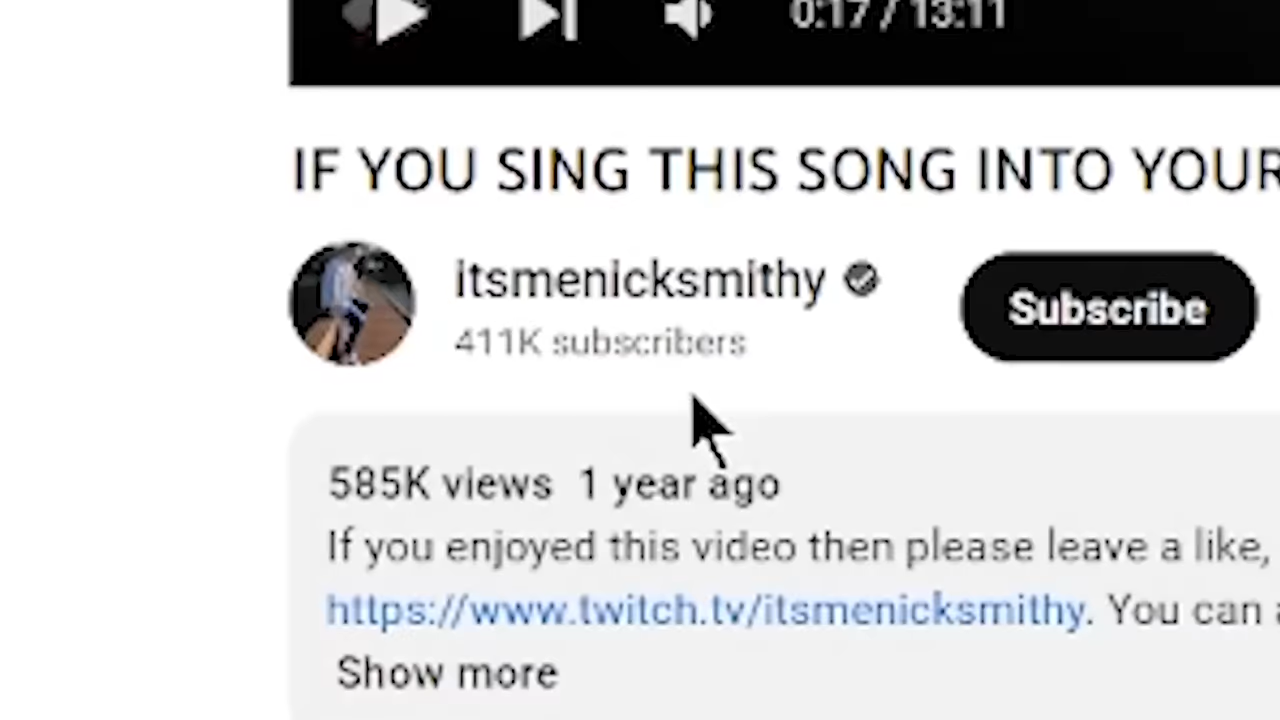 0:17 / 13:11
IF YOU SING THIS SONG INTO YOUR
itsmenicksmithy
Subscribe
411K subscribers
585K views 1 year ago
If you enjoyed this video then please leave a like,
https://www.twitch.tv/itsmenicksmithy. You can a
Show more